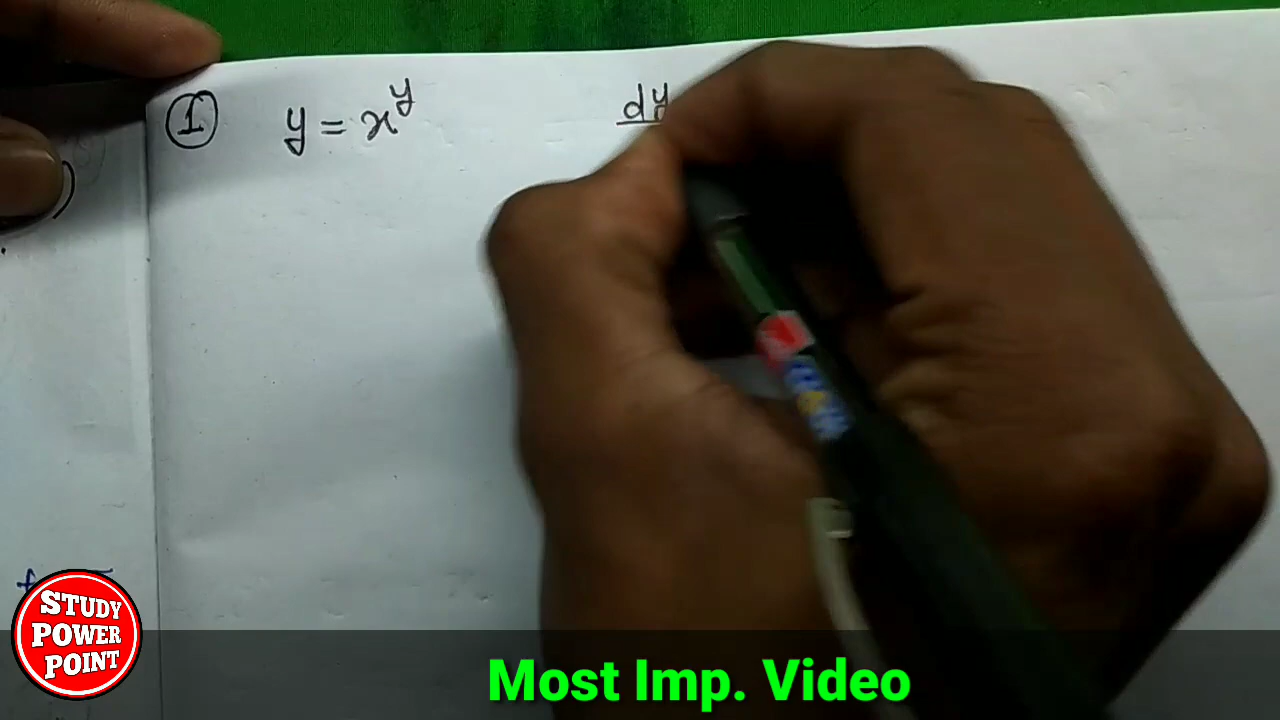 ① y = x^y dy
STUDY
POWER
POINT
Most Imp. Video